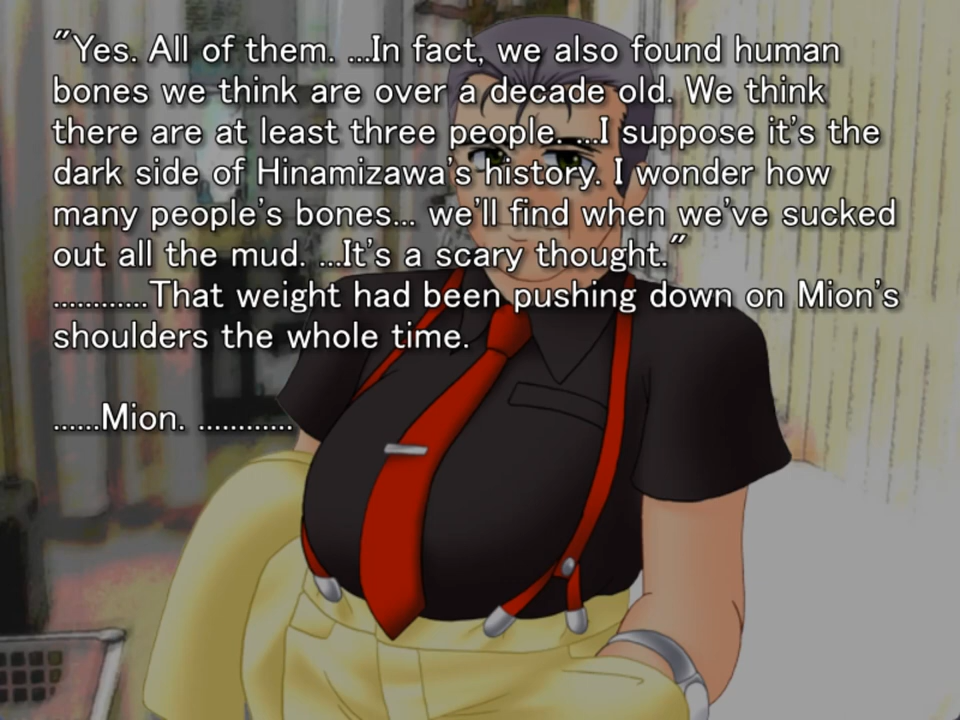 "Yes. All of them. ...In fact, we also found human
bones we think are over a decade old. We think
there are at least three people. ...I suppose it's the
dark side of Hinamizawa's history. I wonder how
many people's bones... we'll find when we've sucked
out all the mud. ...It's a scary thought."
............That weight had been pushing down on Mion's
shoulders the whole time.
......Mion. ............